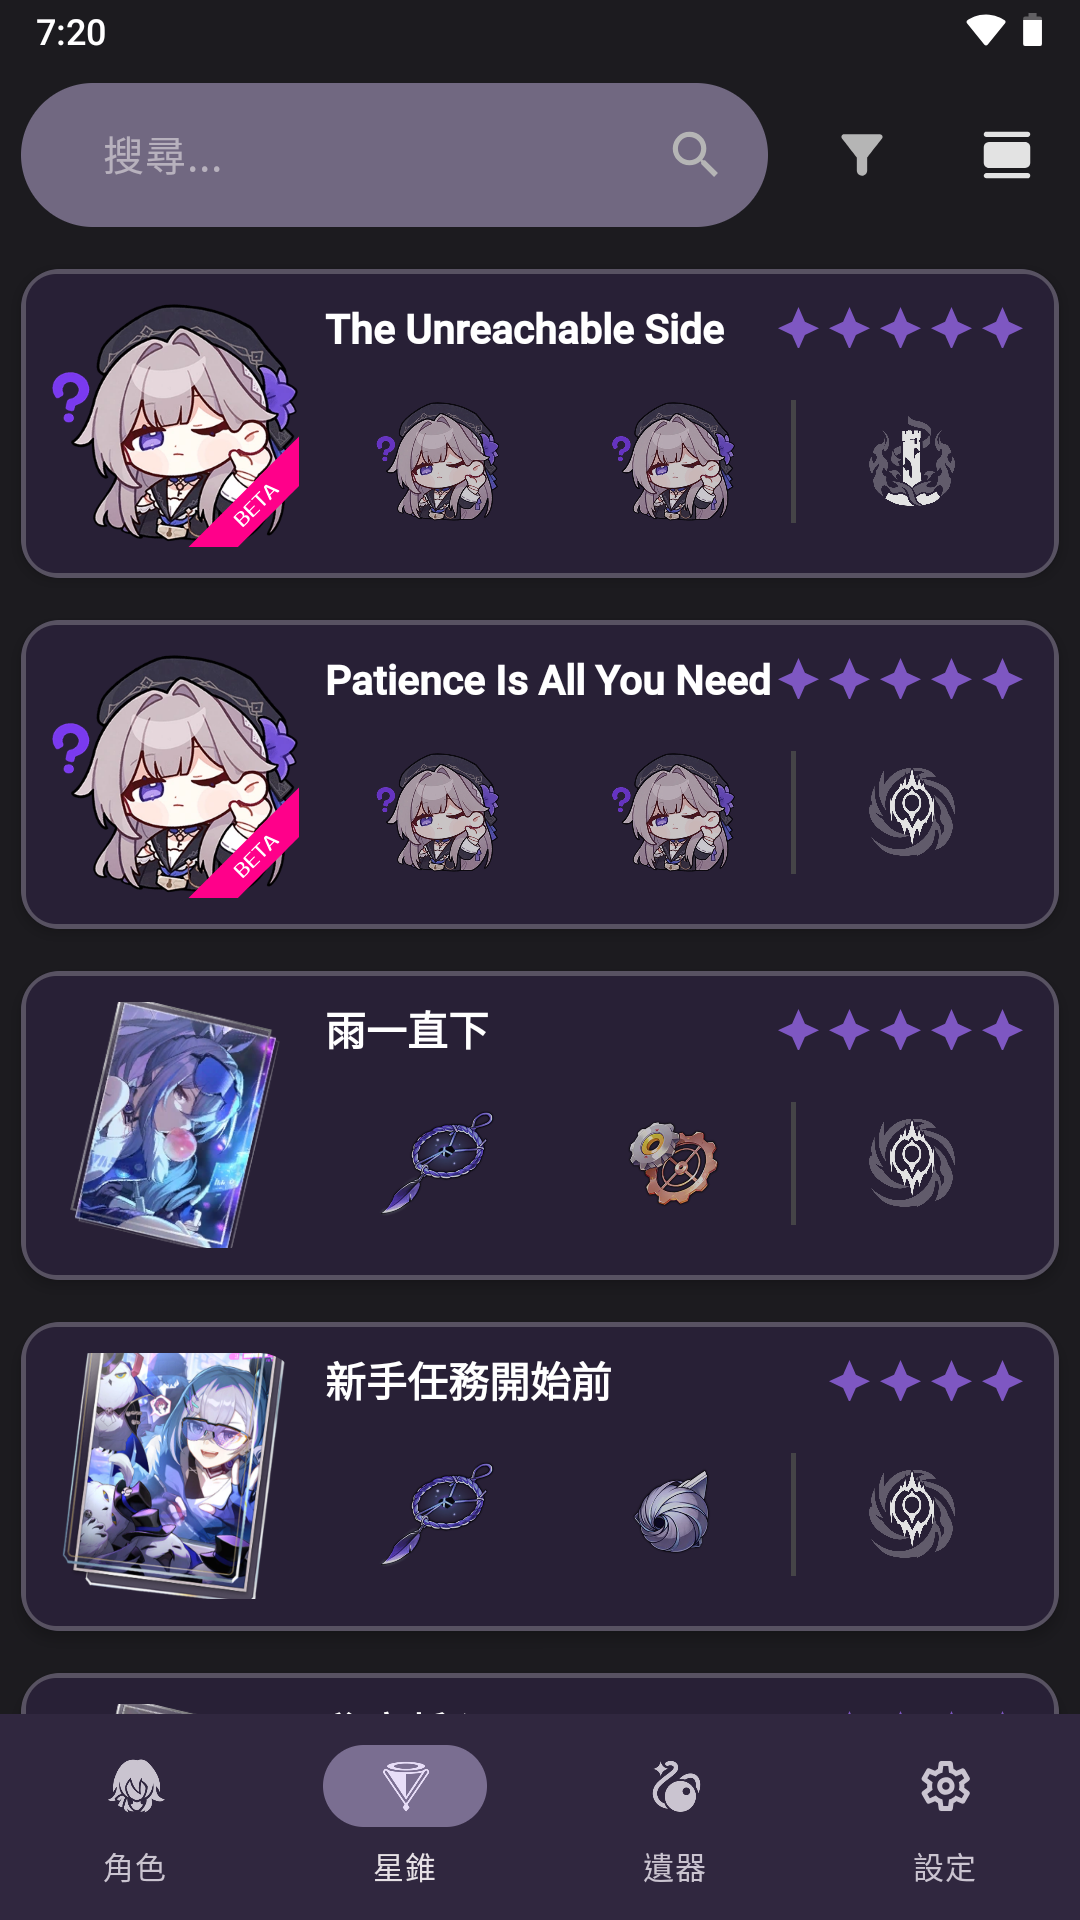 7:20
搜尋...
The Unreachable Side
BETA
Patience Is All You Need
BETA
雨一直下
新手任務開始前
角色
星錐
遺器
設定